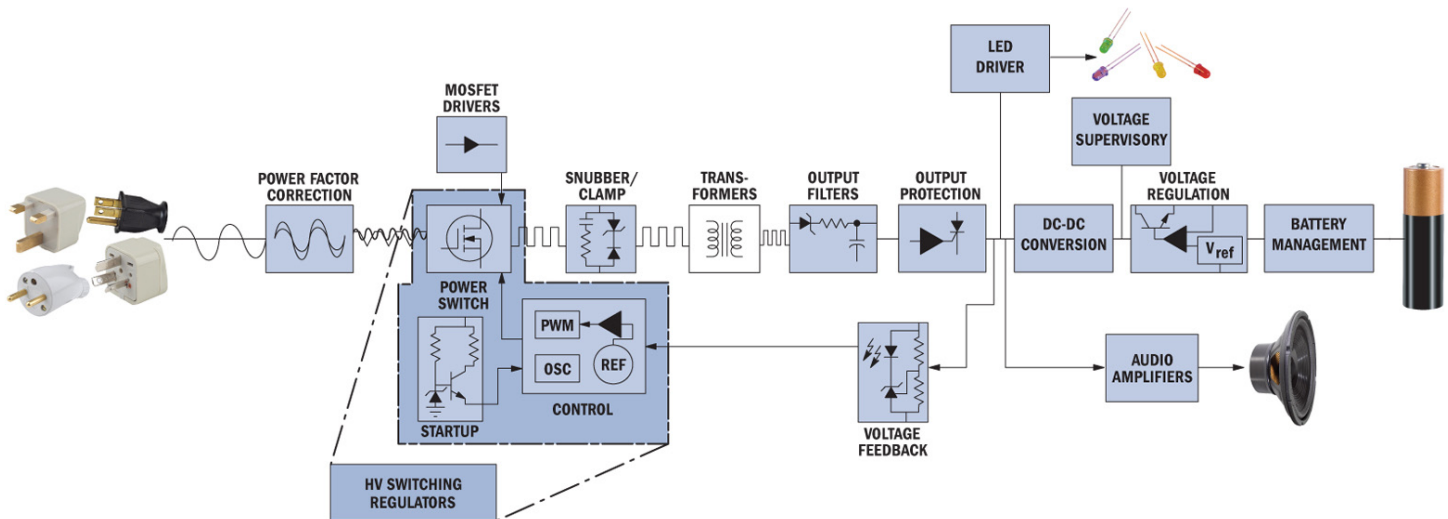 LED
DRIVER
MOSFET
DRIVERS
VOLTAGE
SUPERVISORY
POWER FACTOR
CORRECTION
SNUBBER/
CLAMP
TRANS-
FORMERS
OUTPUT
FILTERS
OUTPUT
PROTECTION
VOLTAGE
REGULATION
DC-DC
CONVERSION
Vref
BATTERY
MANAGEMENT
POWER
SWITCH
PWM
OSC
REF
CONTROL
STARTUP
VOLTAGE
FEEDBACK
AUDIO
AMPLIFIERS
HV SWITCHING
REGULATORS